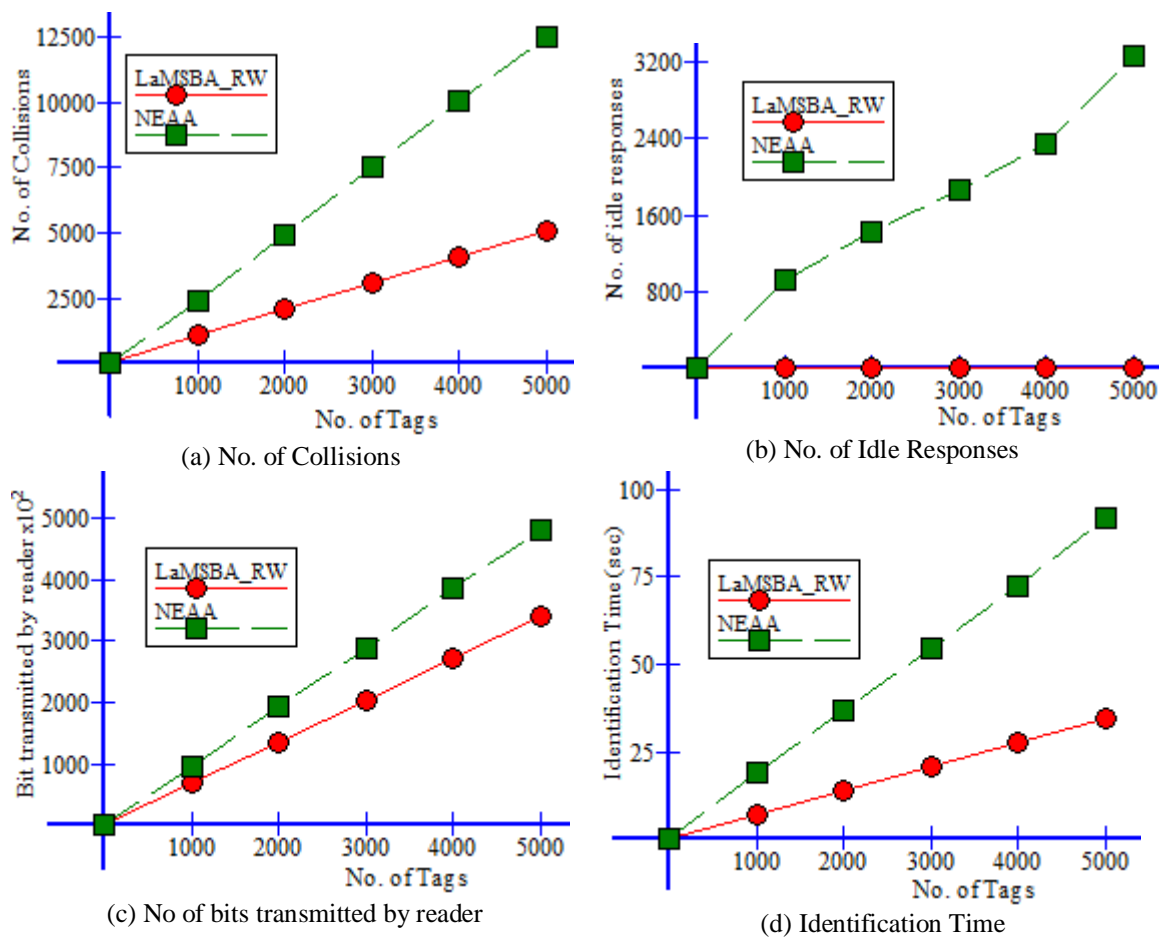 12500
10000
7500
5000
2500
No. of Collisions
LaMSBA_RW
NEAA
1000 2000 3000 4000 5000
No. of Tags
(a) No. of Collisions
3200
2400
1600
800
No. of idle responses
LaMSBA_RW
NEAA
1000 2000 3000 4000 5000
No. of Tags
(b) No. of Idle Responses
5000
4000
3000
2000
1000
Bit transmitted by reader x10²
LaMSBA_RW
NEAA
1000 2000 3000 4000 5000
No. of Tags
(c) No of bits transmitted by reader
100
75
50
25
Identification Time(sec)
LaMSBA_RW
NEAA
1000 2000 3000 4000 5000
No. of Tags
(d) Identification Time